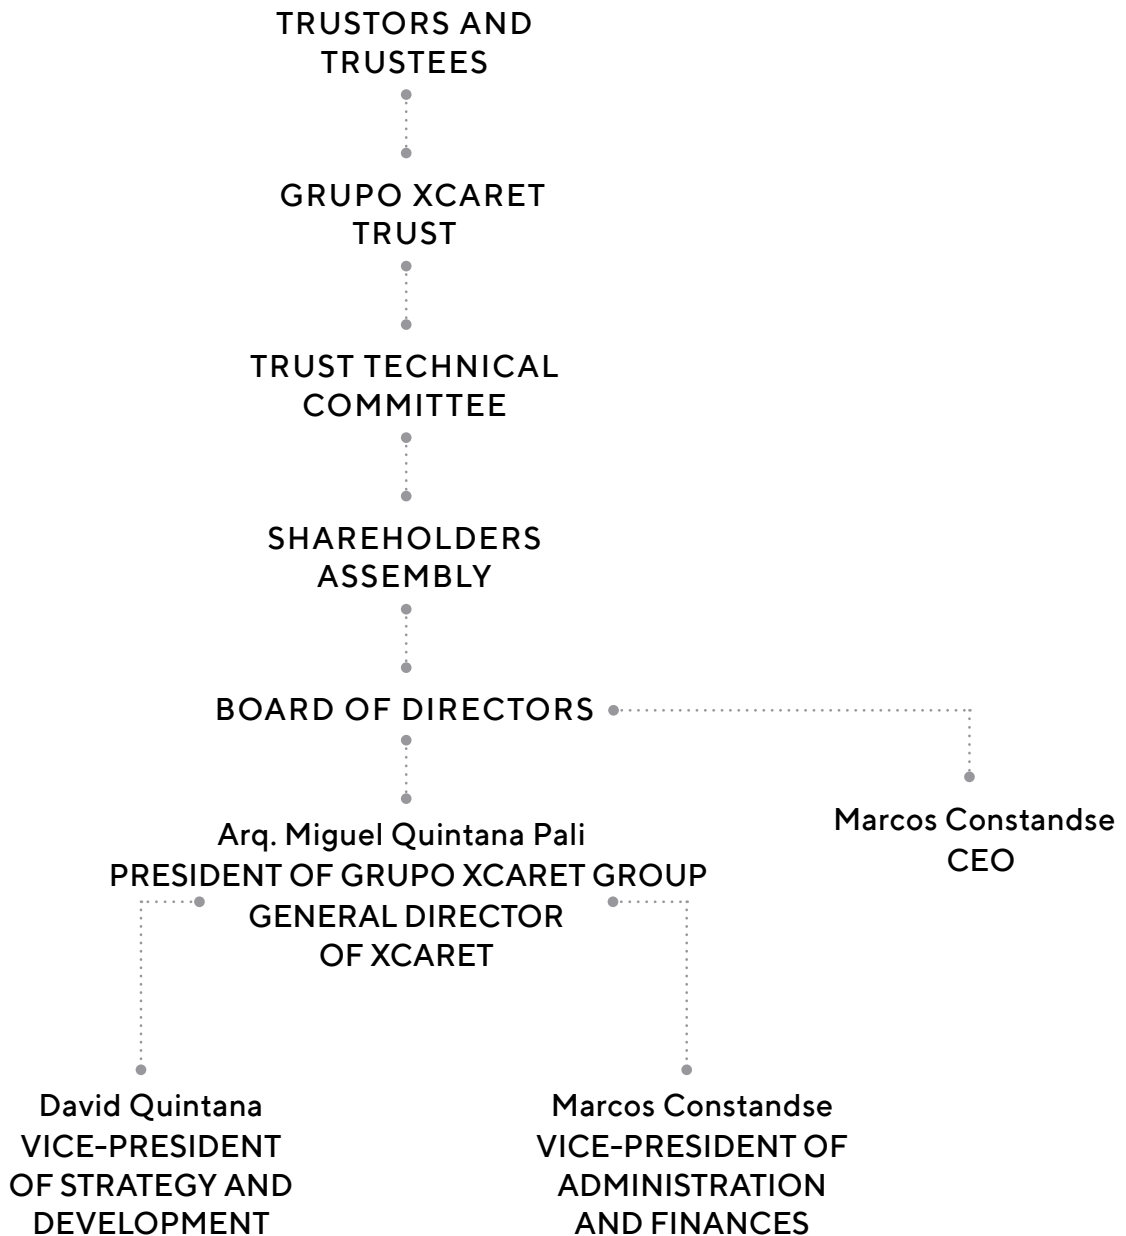 TRUSTORS AND
TRUSTEES
GRUPO XCARET
TRUST
TRUST TECHNICAL
COMMITTEE
SHAREHOLDERS
ASSEMBLY
BOARD OF DIRECTORS
Marcos Constandse
CEO
Arq. Miguel Quintana Pali
PRESIDENT OF GRUPO XCARET GROUP
GENERAL DIRECTOR
OF XCARET
David Quintana
VICE-PRESIDENT
OF STRATEGY AND
DEVELOPMENT
Marcos Constandse
VICE-PRESIDENT OF
ADMINISTRATION
AND FINANCES